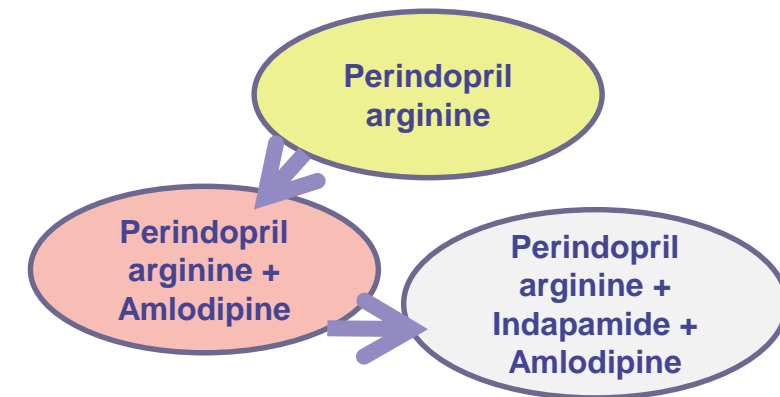 Perindopril
arginine
Perindopril
arginine +
Amlodipine
Perindopril
arginine +
Indapamide +
Amlodipine